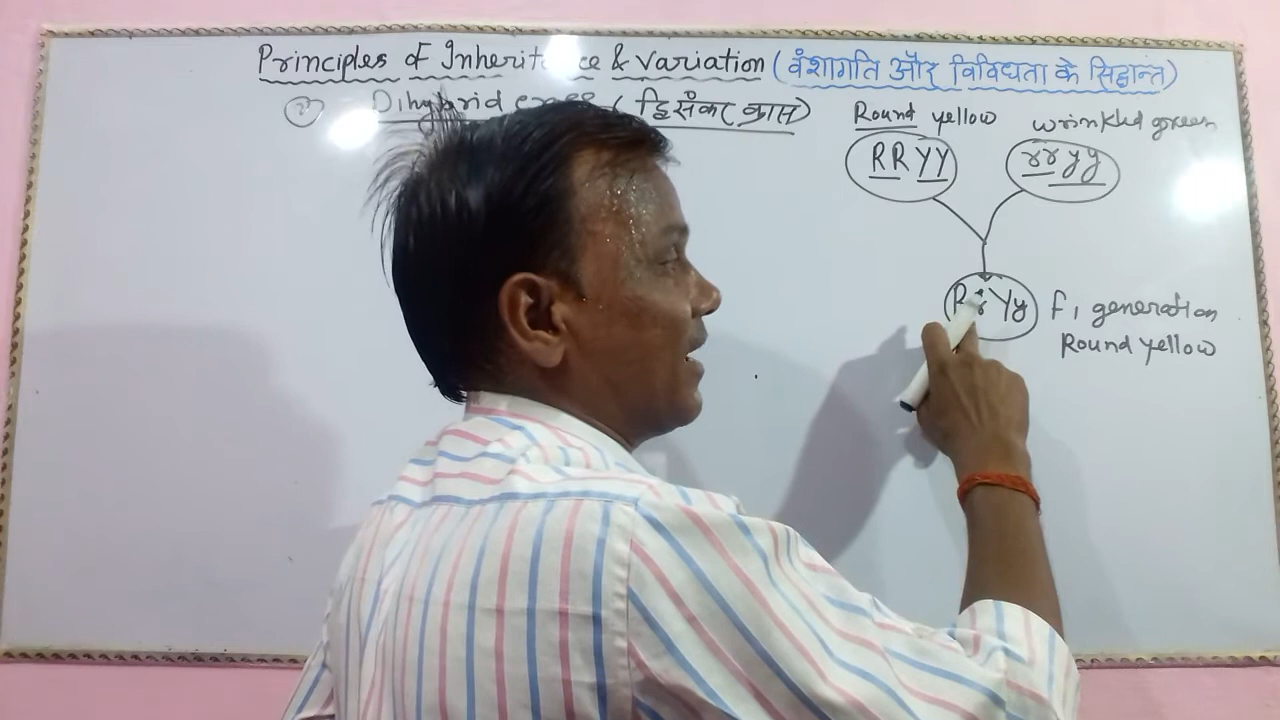 Principles of Inheritance & Variation (वंशागति और विविधता के सिद्धान्त)
Dihybrid cross (द्विसंकर क्रास)
Round yellow wrinkled green
RRYY rryy
RrYy F1 generation
Round yellow